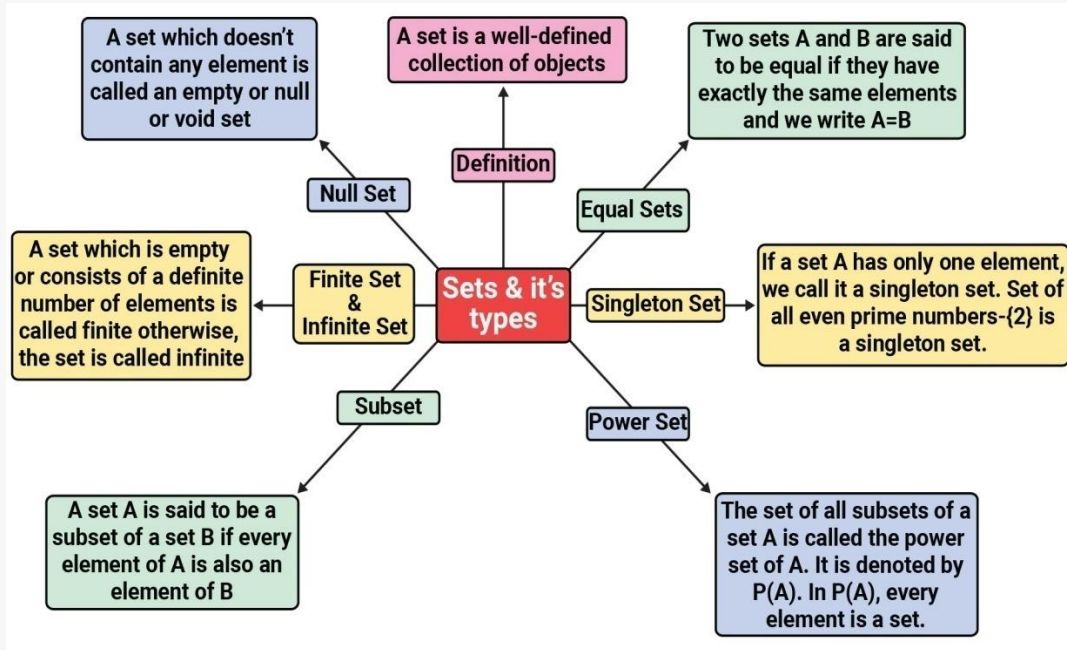 Sets & it's
types
Definition
A set is a well-defined
collection of objects
Equal Sets
Two sets A and B are said
to be equal if they have
exactly the same elements
and we write A=B
Singleton Set
If a set A has only one element,
we call it a singleton set. Set of
all even prime numbers-{2} is
a singleton set.
Power Set
The set of all subsets of a
set A is called the power
set of A. It is denoted by
P(A). In P(A), every
element is a set.
Subset
A set A is said to be a
subset of a set B if every
element of A is also an
element of B
Finite Set
&
Infinite Set
A set which is empty
or consists of a definite
number of elements is
called finite otherwise,
the set is called infinite
Null Set
A set which doesn't
contain any element is
called an empty or null
or void set